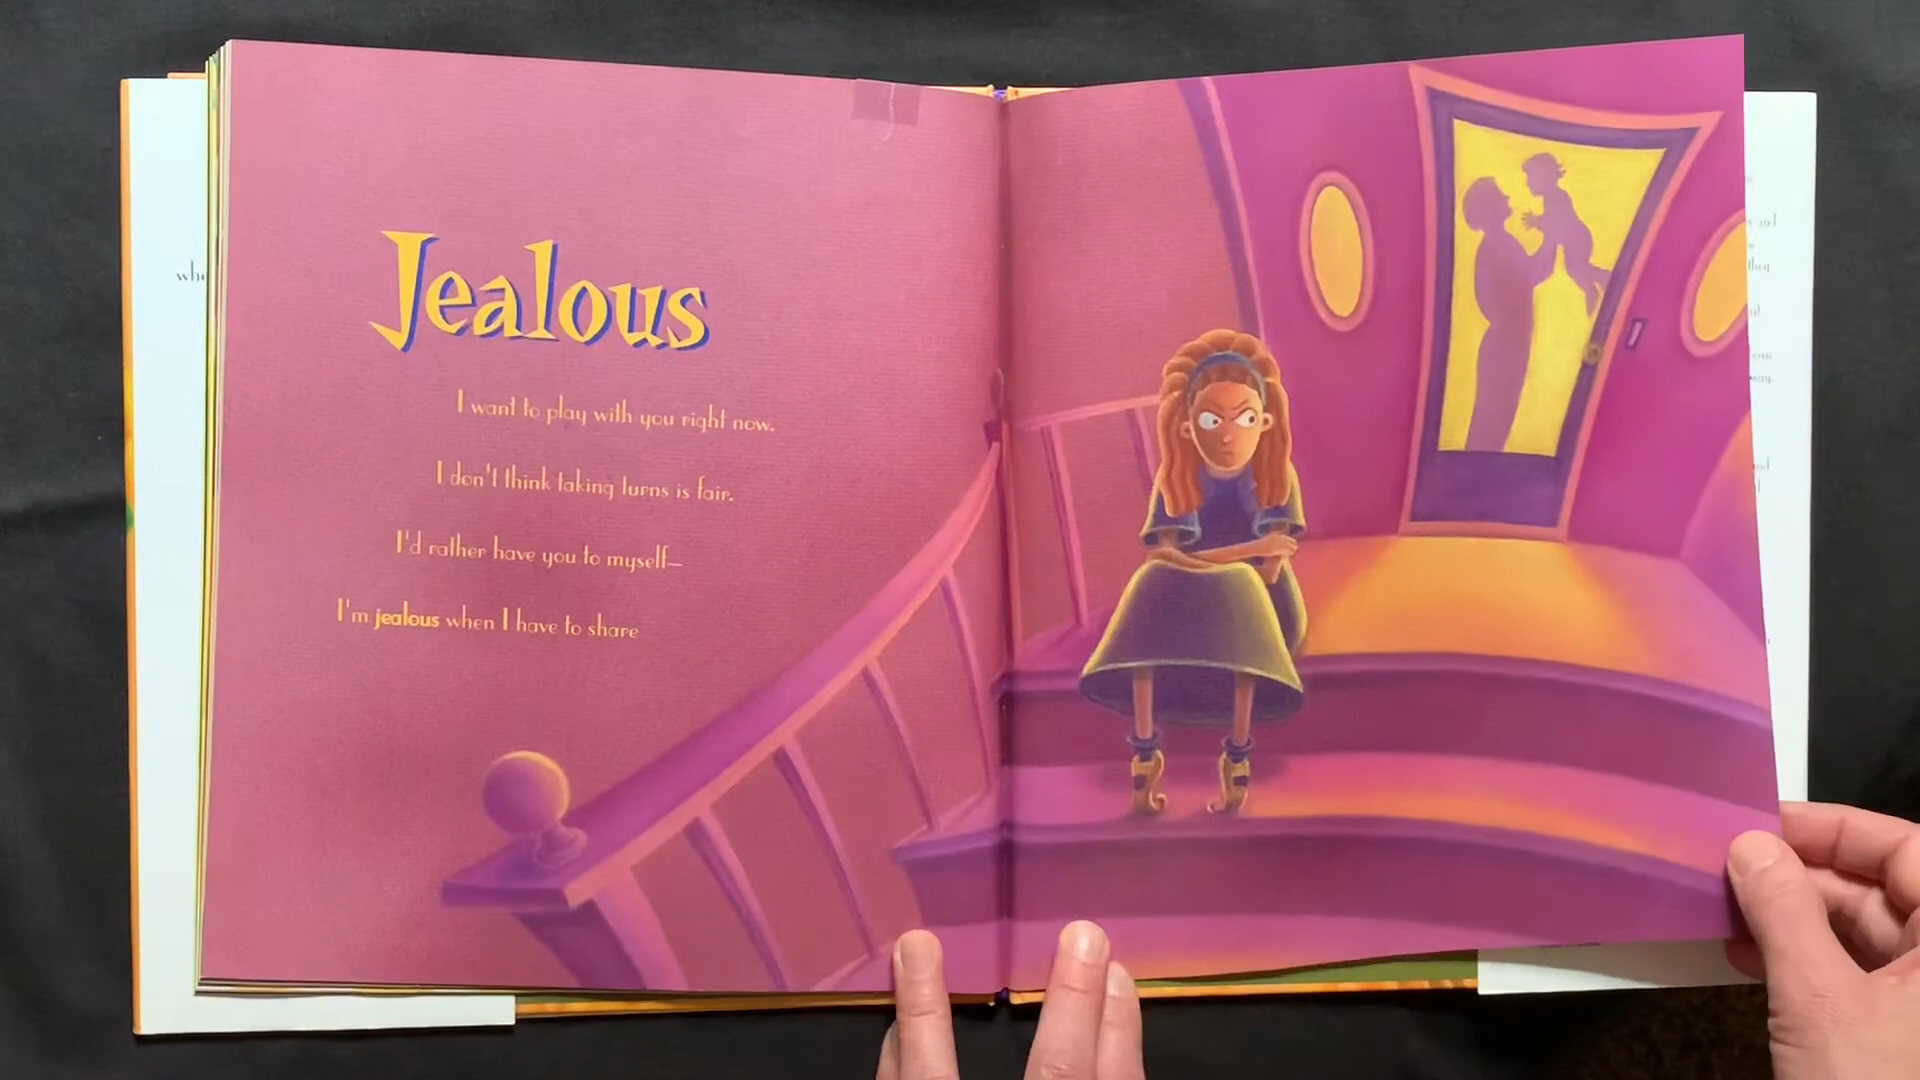 Jealous
I want to play with you right now.
I don't think taking turns is fair.
I'd rather have you to myself—
I'm jealous when I have to share